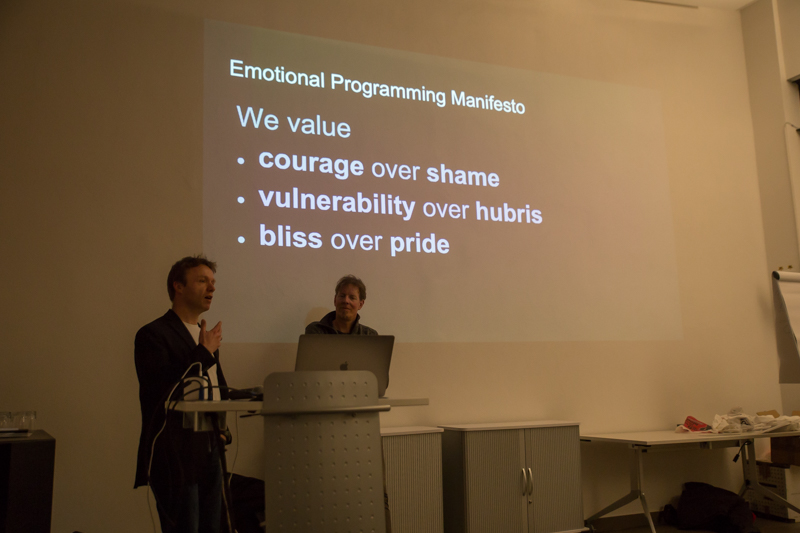 Emotional Programming Manifesto
We value
• courage over shame
• vulnerability over hubris
• bliss over pride